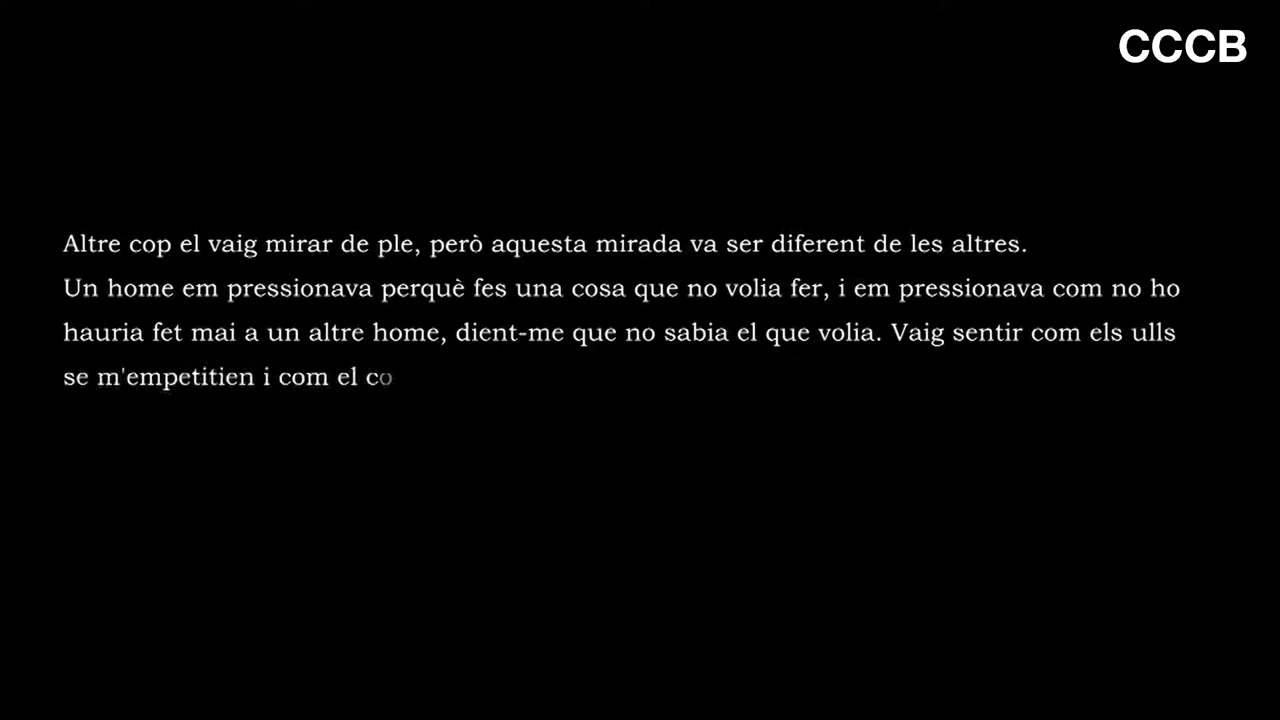 CCCB
Altre cop el vaig mirar de ple, però aquesta mirada va ser diferent de les altres.
Un home em pressionava perquè fes una cosa que no volia fer, i em pressionava com no ho
hauria fet mai a un altre home, dient-me que no sabia el que volia. Vaig sentir com els ulls
se m'empetitien i com el co